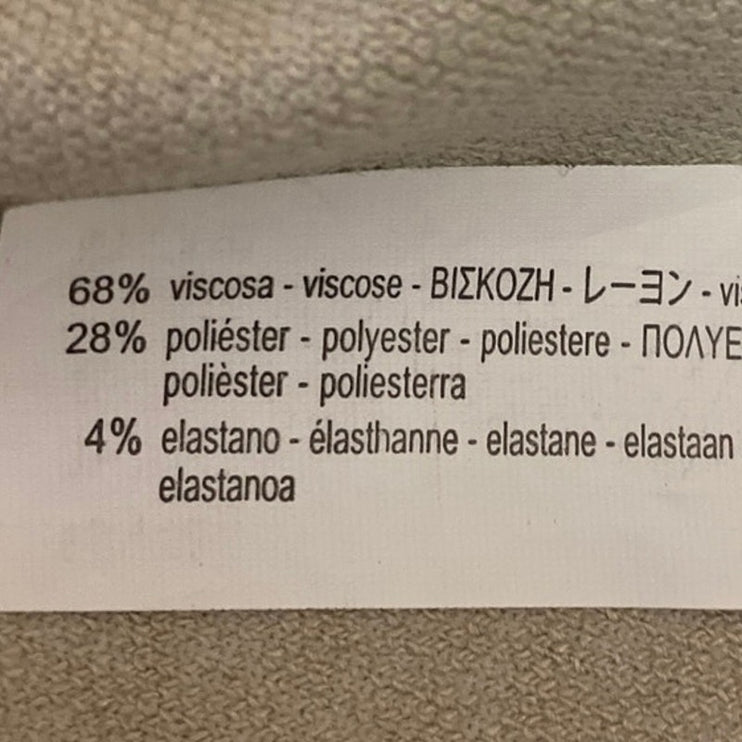 68% viscosa - viscose - ΒΙΣΚΟΖΗ - レーヨン -
28% poliéster - polyester - poliestere -
polièster - poliesterra
4% elastano - élasthanne - elastane - elastaan
elastanoa